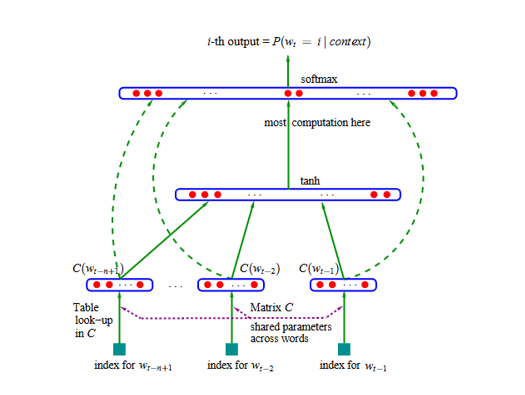 i-th output = P(w_t = i | context)
softmax
. . .
. . .
most computation here
tanh
. . .
. . .
C(w_{t−n+1})
C(w_{t−2})
C(w_{t−1})
. . .
. . .
. . .
. . .
Table
look−up
in C
Matrix C
shared parameters
across words
index for w_{t−n+1}
index for w_{t−2}
index for w_{t−1}